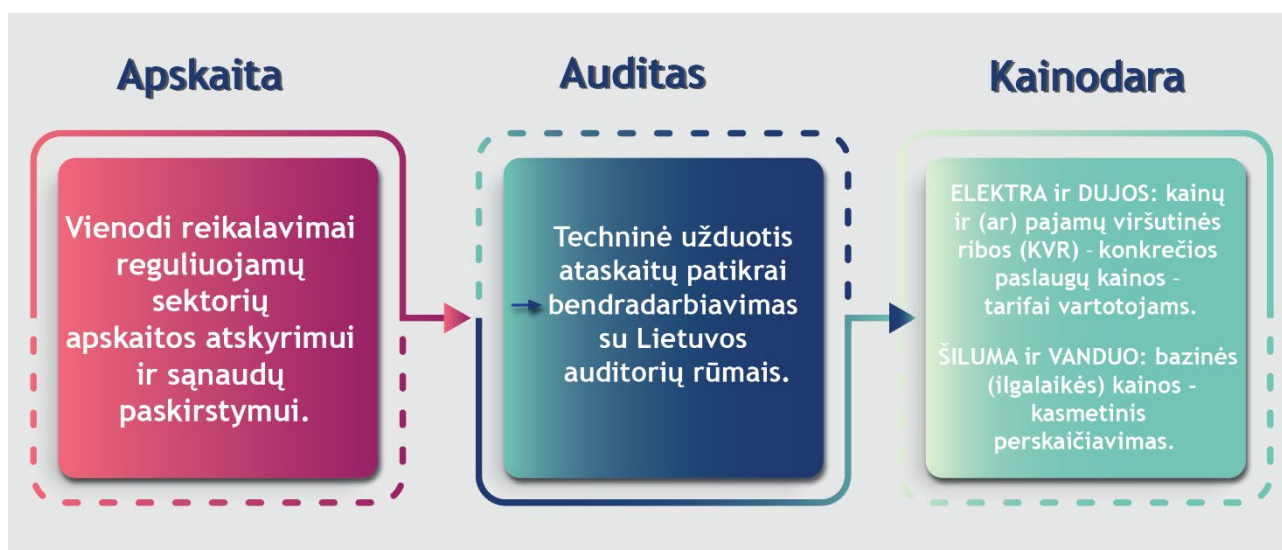 Apskaita
Vienodi reikalavimai
reguliuojamų
sektorių
apskaitos atskyrimui
ir sąnaudų
paskirstymui.
Auditas
Techninė užduotis
ataskaitų patikrai
bendradarbiavimas
su Lietuvos
auditorių rūmais.
Kainodara
ELEKTRA ir DUJOS: kainų
ir (ar) pajamų viršutinės
ribos (KVR) - konkrečios
paslaugų kainos -
tarifai vartotojams.
ŠILUMA ir VANDUO: bazinės
(ilgalaikės) kainos -
kasmetinis
perskaičiavimas.